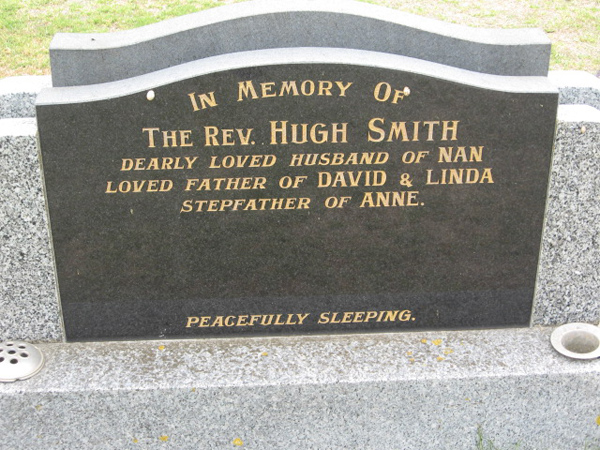 IN MEMORY OF
THE REV. HUGH SMITH
DEARLY LOVED HUSBAND OF NAN
LOVED FATHER OF DAVID & LINDA
STEPFATHER OF ANNE.
PEACEFULLY SLEEPING.